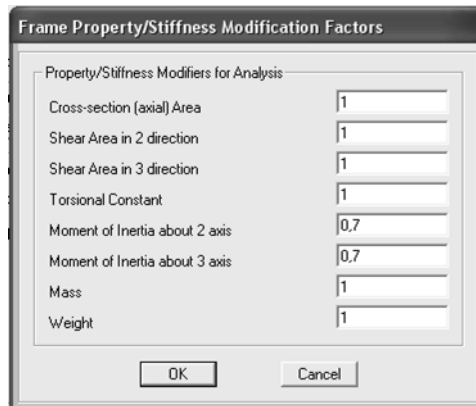 Frame Property/Stiffness Modification Factors
Property/Stiffness Modifiers for Analysis
Cross-section (axial) Area 1
Shear Area in 2 direction 1
Shear Area in 3 direction 1
Torsional Constant 1
Moment of Inertia about 2 axis 0,7
Moment of Inertia about 3 axis 0,7
Mass 1
Weight 1
OK Cancel